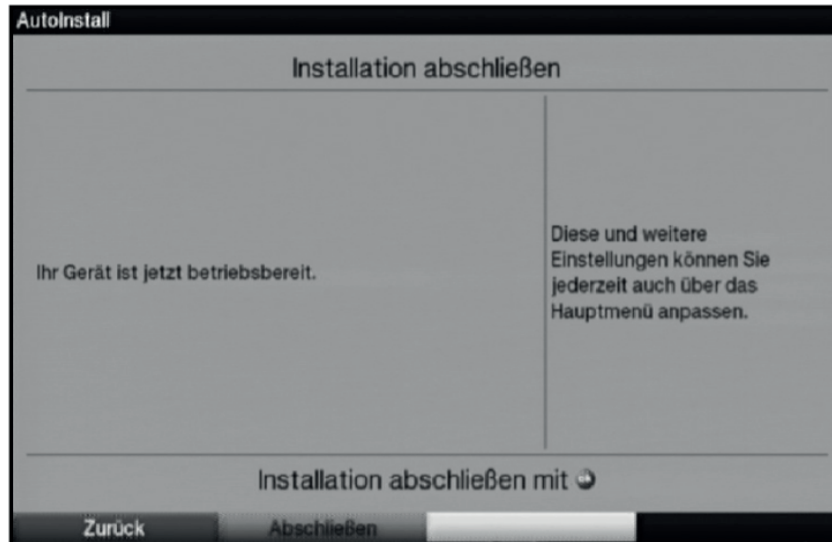 AutoInstall
Installation abschließen
Ihr Gerät ist jetzt betriebsbereit.
Diese und weitere
Einstellungen können Sie
jederzeit auch über das
Hauptmenü anpassen.
Installation abschließen mit
Zurück
Abschließen